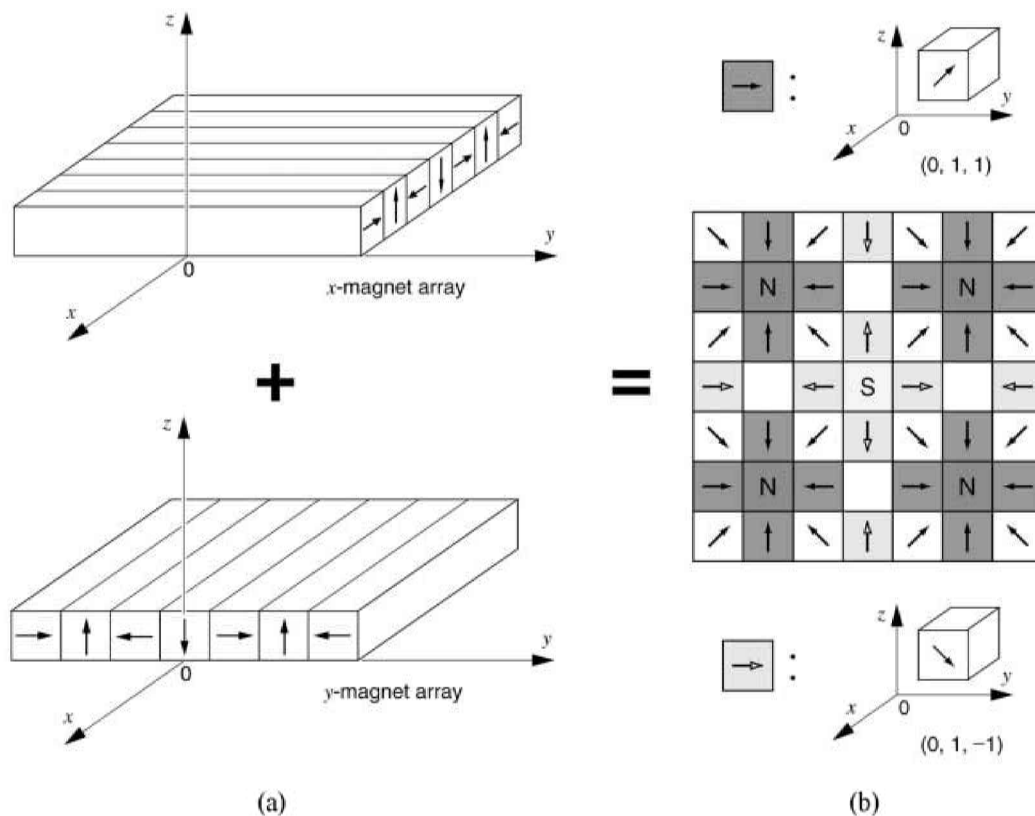 z
y
0
x-magnet array
x
z
y
0
y-magnet array
x
(a)
z
y
x
0
(0, 1, 1)
:
N N
S
N N
:
z
y
x
0
(0, 1, −1)
(b)
+
=